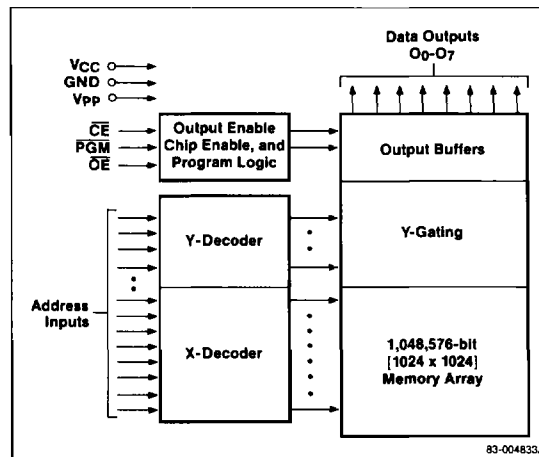 Data Outputs
O0-O7
VCC
GND
VPP
CE
PGM
OE
Output Enable
Chip Enable, and
Program Logic
Output Buffers
Y-Decoder
Y-Gating
Address
Inputs
X-Decoder
1,048,576-bit
[1024 x 1024]
Memory Array
83-004833A